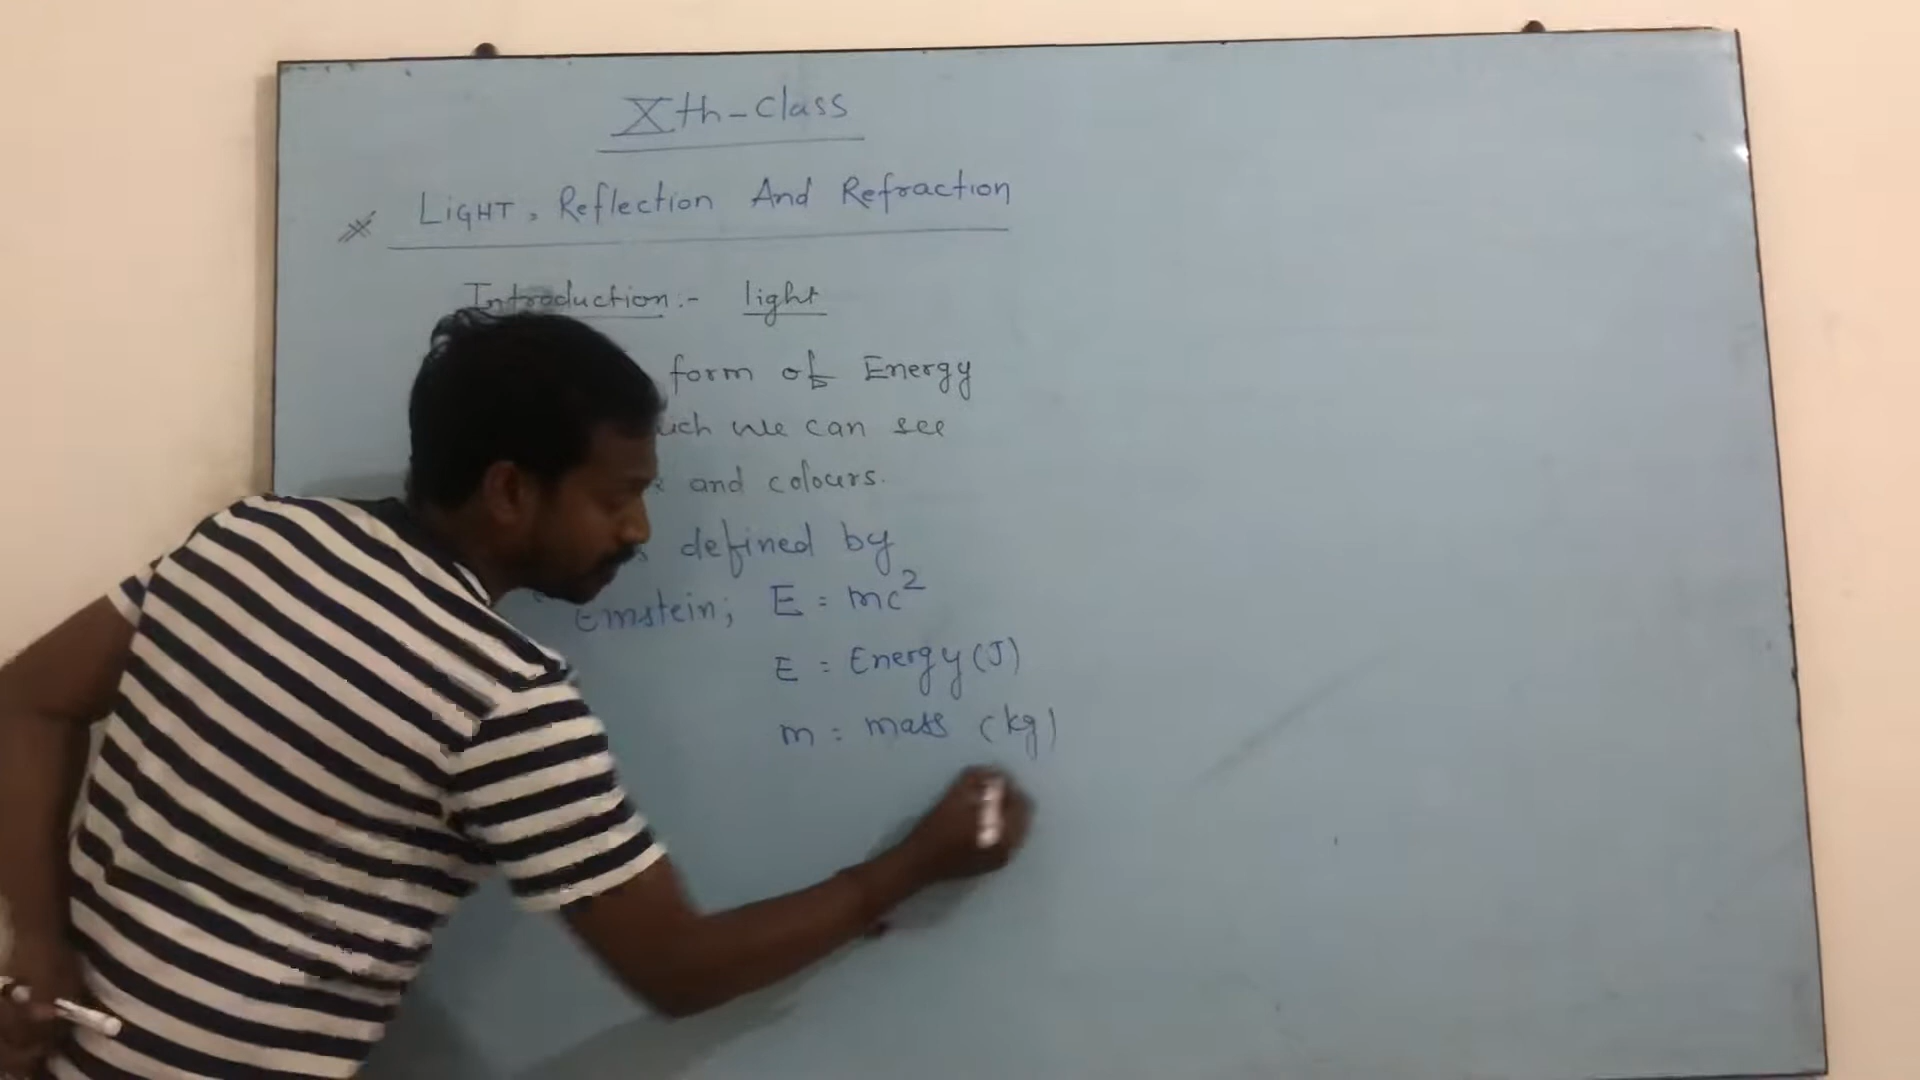 Xth-class
LIGHT, Reflection And Refraction
Introduction:- light
form of Energy
we can see
and colours.
defined by
Einstein; E = mc²
E = Energy (J)
m = mass (kg)